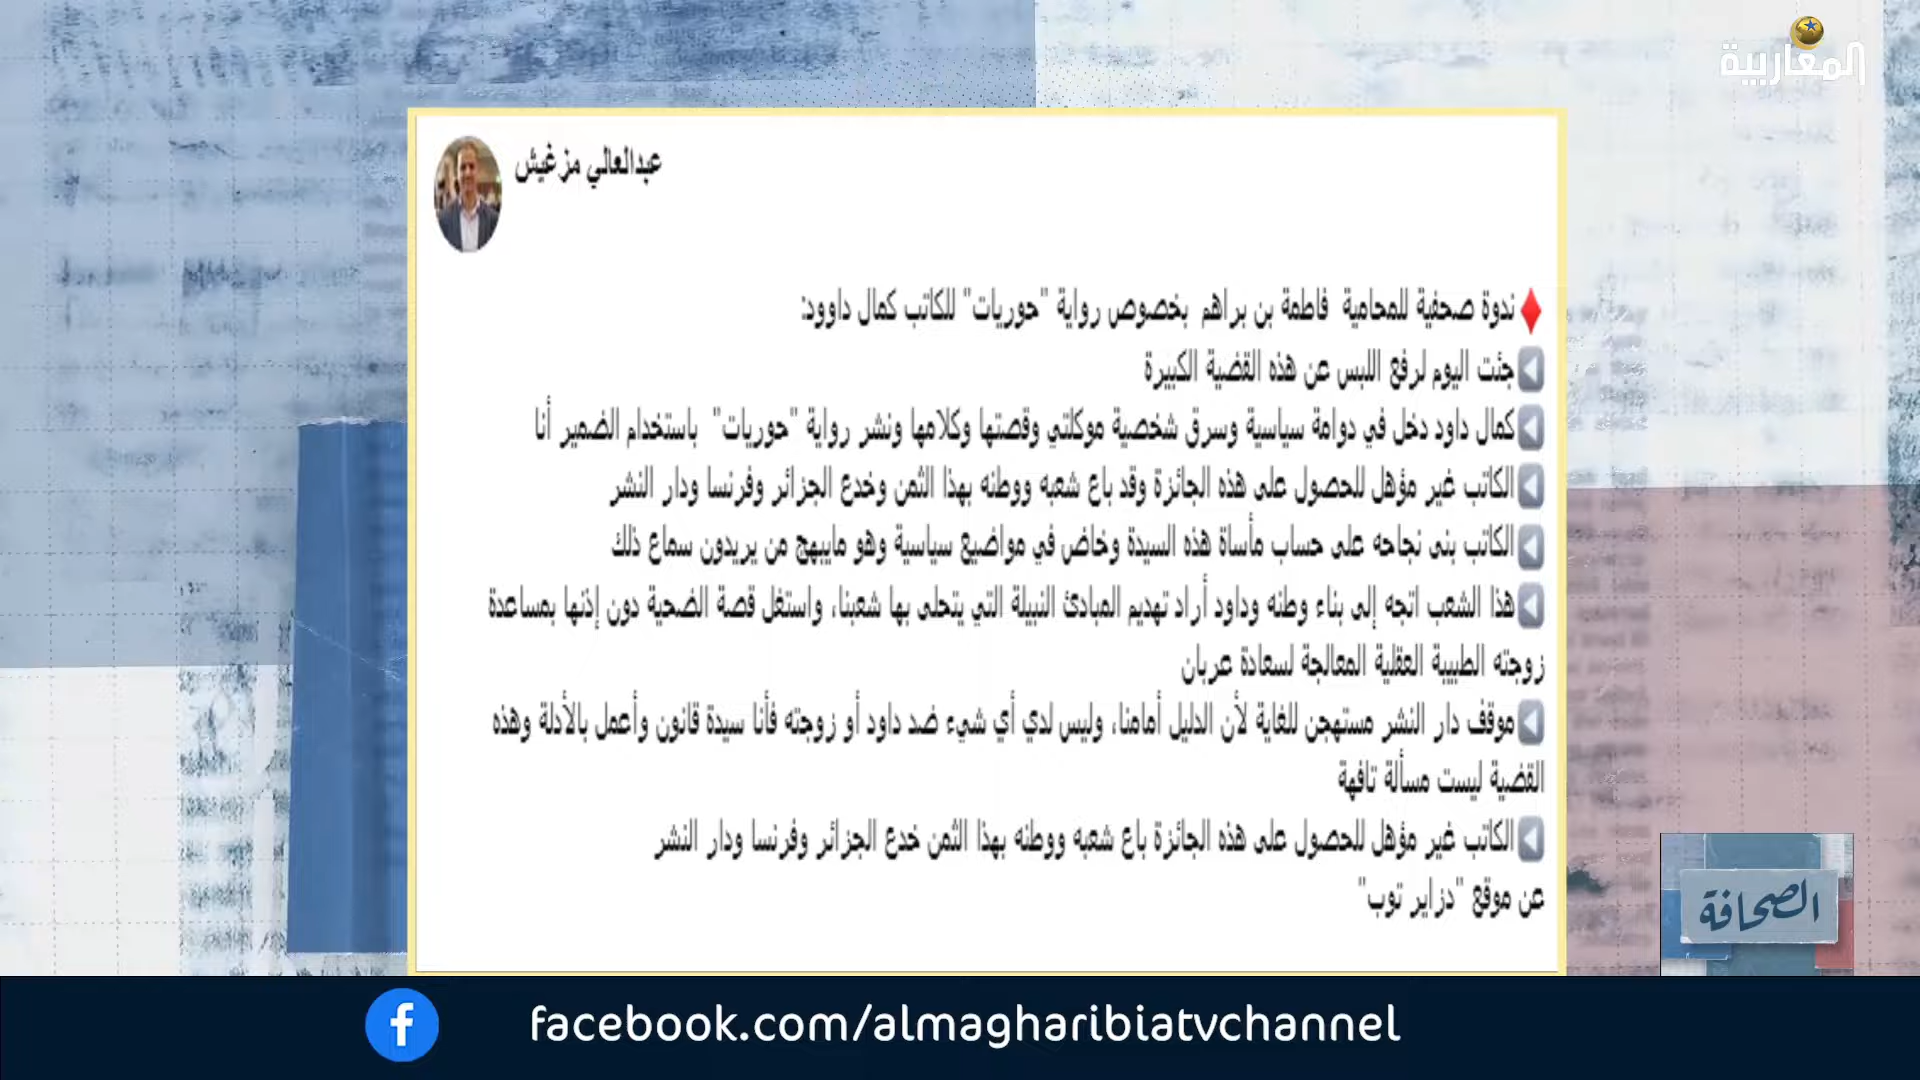 المغاربية
عبدالعالي مزغيش
ندوة صحفية للمحامية فاطمة بن براهم بخصوص رواية "حوريات" للكاتب كمال داوود:
جئت اليوم لرفع اللبس عن هذه القضية الكبيرة
كمال داود دخل في دوامة سياسية وسرق شخصية موكلتي وقصتها وكلامها ونشر رواية "حوريات" باستخدام الضمير أنا
الكاتب غير مؤهل للحصول على هذه الجائزة وقد باع شعبه ووطنه بهذا الثمن وخدع الجزائر وفرنسا ودار النشر
الكاتب بنى نجاحه على حساب مأساة هذه السيدة وخاض في مواضيع سياسية وهو مايبهج من يريدون سماع ذلك
هذا الشعب اتجه إلى بناء وطنه وداود أراد تهديم المبادئ النبيلة التي يتحلى بها شعبنا، واستغل قصة الضحية دون إذنها بمساعدة
زوجته الطبيبة العقلية المعالجة لسعادة عربان
موقف دار النشر مستهجن للغاية لأن الدليل أمامنا، وليس لدي أي شيء ضد داود أو زوجته فأنا سيدة قانون وأعمل بالأدلة وهذه
القضية ليست مسألة تافهة
الكاتب غير مؤهل للحصول على هذه الجائزة باع شعبه ووطنه بهذا الثمن خدع الجزائر وفرنسا ودار النشر
عن موقع "دزاير توب"
الصحافة
facebook.com/almagharibiatvchannel